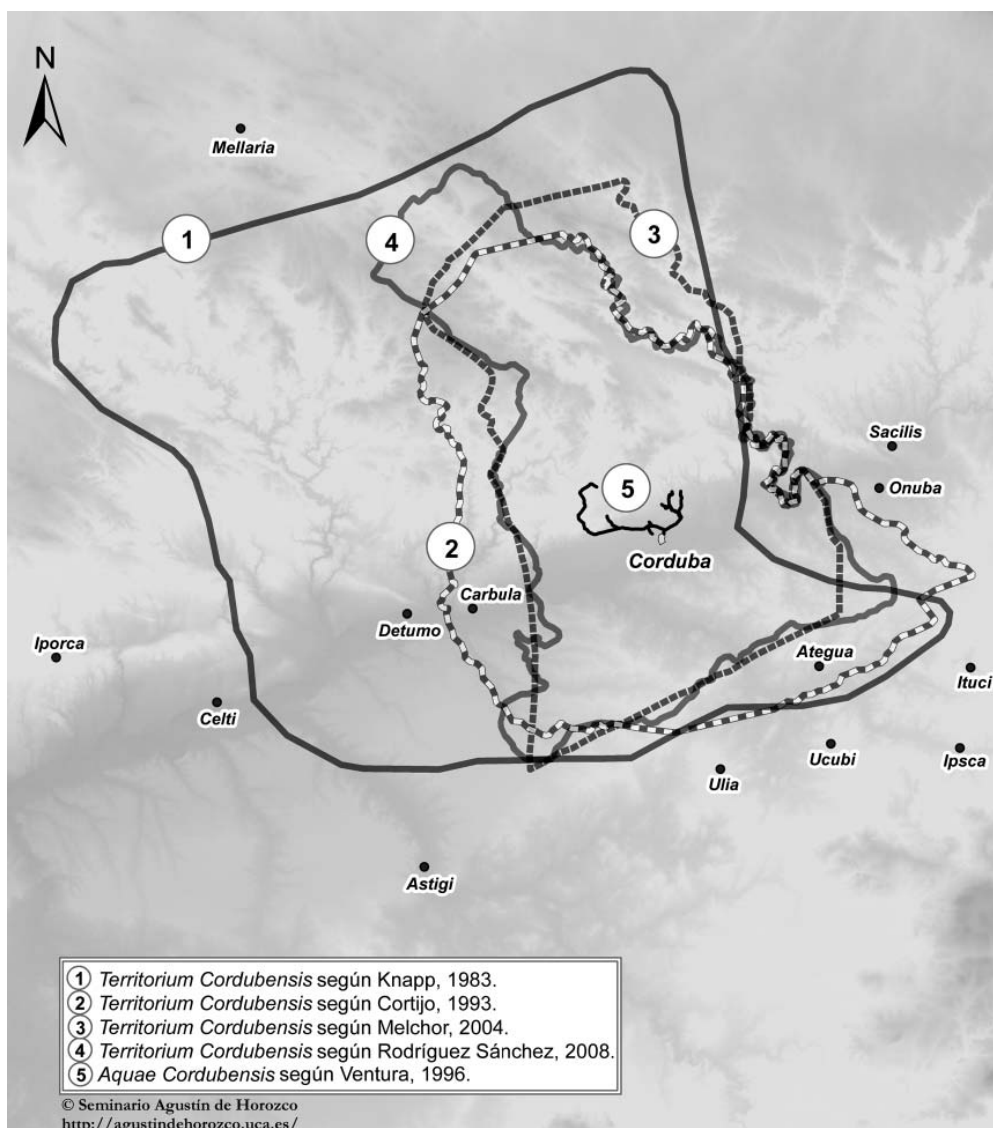 N
Mellaria
1
4
3
Sacilis
Onuba
5
Corduba
2
Carbula
Detumo
Iporca
Ategua
Ituci
Celti
Ucubi
Ipsca
Ulia
Astigi
1 Territorium Cordubensis según Knapp, 1983.
2 Territorium Cordubensis según Cortijo, 1993.
3 Territorium Cordubensis según Melchor, 2004.
4 Territorium Cordubensis según Rodríguez Sánchez, 2008.
5 Aquae Cordubensis según Ventura, 1996.
© Seminario Agustín de Horozco
http://agustindehorozco.uca.es/